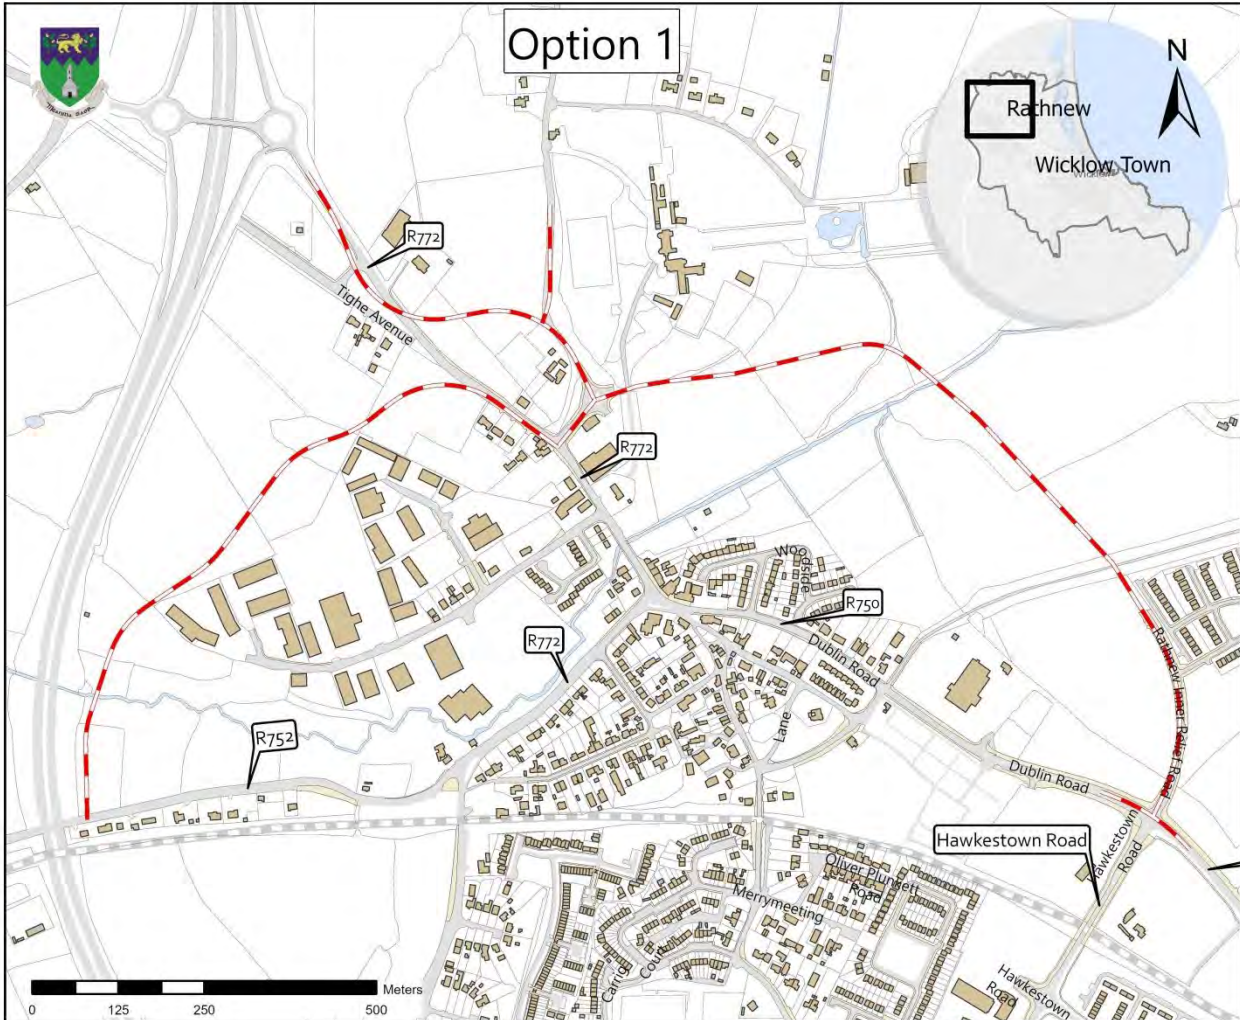 Option 1
N
Rathnew
Wicklow Town
R772
Tighe Avenue
R772
Woodside
R750
R772
Dublin Road
Rathnew Inner Relief Road
R752
Lane
Dublin Road
Hawkestown Road
Hawkestown
Road
Oliver Plunkett
Road
Merrymeeting
Carrig
Court
Hawkestown
Road
Meters
0 125 250 500